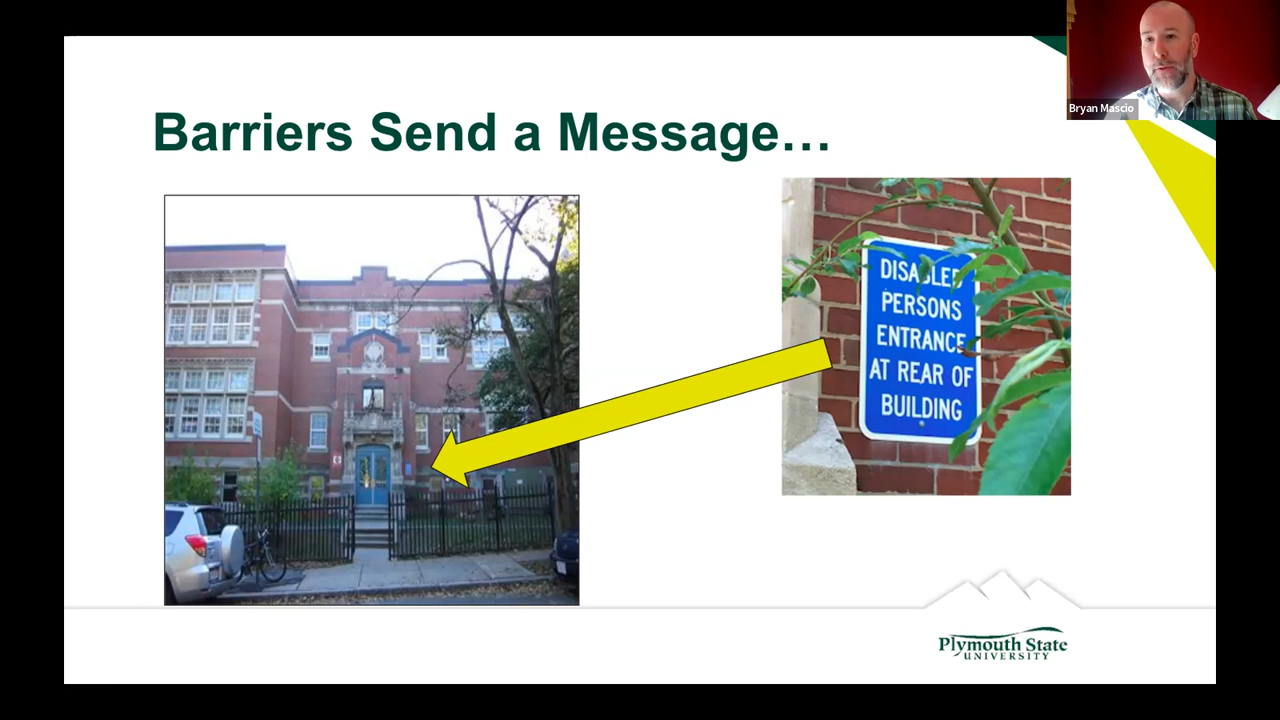 Barriers Send a Message…
Bryan Mascio
DISABLED
PERSONS
ENTRANCE
AT REAR OF
BUILDING
Plymouth State
UNIVERSITY